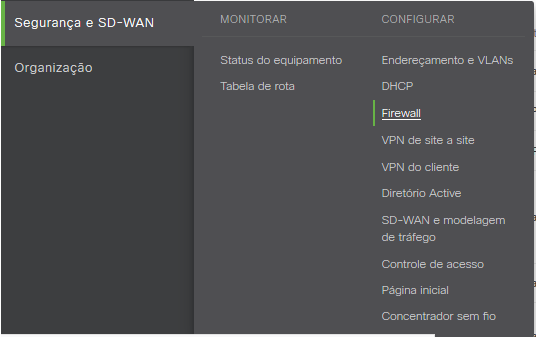 Segurança e SD-WAN
Organização
MONITORAR
Status do equipamento
Tabela de rota
CONFIGURAR
Endereçamento e VLANs
DHCP
Firewall
VPN de site a site
VPN do cliente
Diretório Active
SD-WAN e modelagem
de tráfego
Controle de acesso
Página inicial
Concentrador sem fio